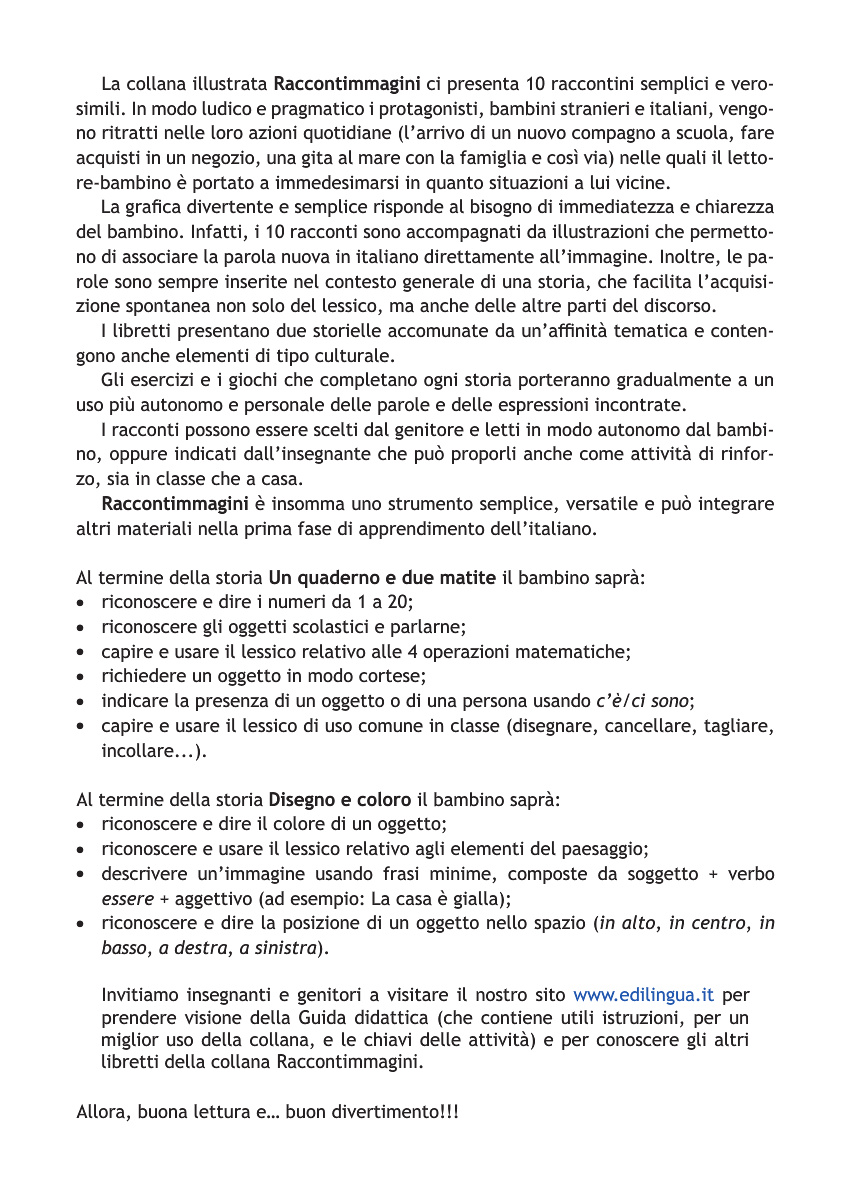 La collana illustrata Raccontimmagini ci presenta 10 raccontini semplici e vero-
simili. In modo ludico e pragmatico i protagonisti, bambini stranieri e italiani, vengo-
no ritratti nelle loro azioni quotidiane (l’arrivo di un nuovo compagno a scuola, fare
acquisti in un negozio, una gita al mare con la famiglia e così via) nelle quali il letto-
re-bambino è portato a immedesimarsi in quanto situazioni a lui vicine.
La grafica divertente e semplice risponde al bisogno di immediatezza e chiarezza
del bambino. Infatti, i 10 racconti sono accompagnati da illustrazioni che permetto-
no di associare la parola nuova in italiano direttamente all’immagine. Inoltre, le pa-
role sono sempre inserite nel contesto generale di una storia, che facilita l’acquisi-
zione spontanea non solo del lessico, ma anche delle altre parti del discorso.
I libretti presentano due storielle accomunate da un’affinità tematica e conten-
gono anche elementi di tipo culturale.
Gli esercizi e i giochi che completano ogni storia porteranno gradualmente a un
uso più autonomo e personale delle parole e delle espressioni incontrate.
I racconti possono essere scelti dal genitore e letti in modo autonomo dal bambi-
no, oppure indicati dall’insegnante che può proporli anche come attività di rinfor-
zo, sia in classe che a casa.
Raccontimmagini è insomma uno strumento semplice, versatile e può integrare
altri materiali nella prima fase di apprendimento dell’italiano.
Al termine della storia Un quaderno e due matite il bambino saprà:
• riconoscere e dire i numeri da 1 a 20;
• riconoscere gli oggetti scolastici e parlarne;
• capire e usare il lessico relativo alle 4 operazioni matematiche;
• richiedere un oggetto in modo cortese;
• indicare la presenza di un oggetto o di una persona usando c’è/ci sono;
• capire e usare il lessico di uso comune in classe (disegnare, cancellare, tagliare,
incollare...).
Al termine della storia Disegno e coloro il bambino saprà:
• riconoscere e dire il colore di un oggetto;
• riconoscere e usare il lessico relativo agli elementi del paesaggio;
• descrivere un’immagine usando frasi minime, composte da soggetto + verbo
essere + aggettivo (ad esempio: La casa è gialla);
• riconoscere e dire la posizione di un oggetto nello spazio (in alto, in centro, in
basso, a destra, a sinistra).
Invitiamo insegnanti e genitori a visitare il nostro sito www.edilingua.it per
prendere visione della Guida didattica (che contiene utili istruzioni, per un
miglior uso della collana, e le chiavi delle attività) e per conoscere gli altri
libretti della collana Raccontimmagini.
Allora, buona lettura e… buon divertimento!!!